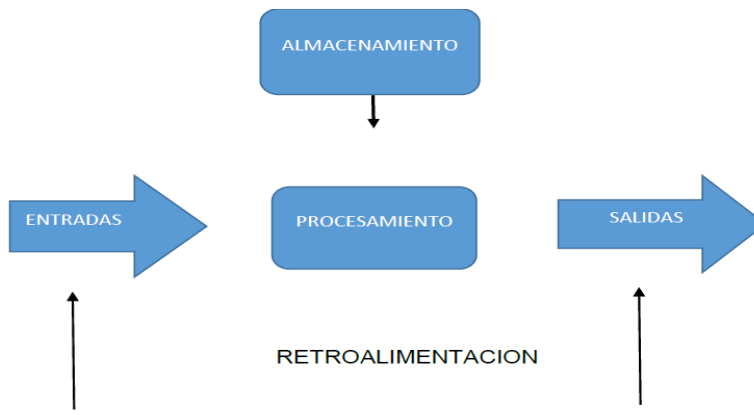 ALMACENAMIENTO
ENTRADAS
PROCESAMIENTO
SALIDAS
RETROALIMENTACION